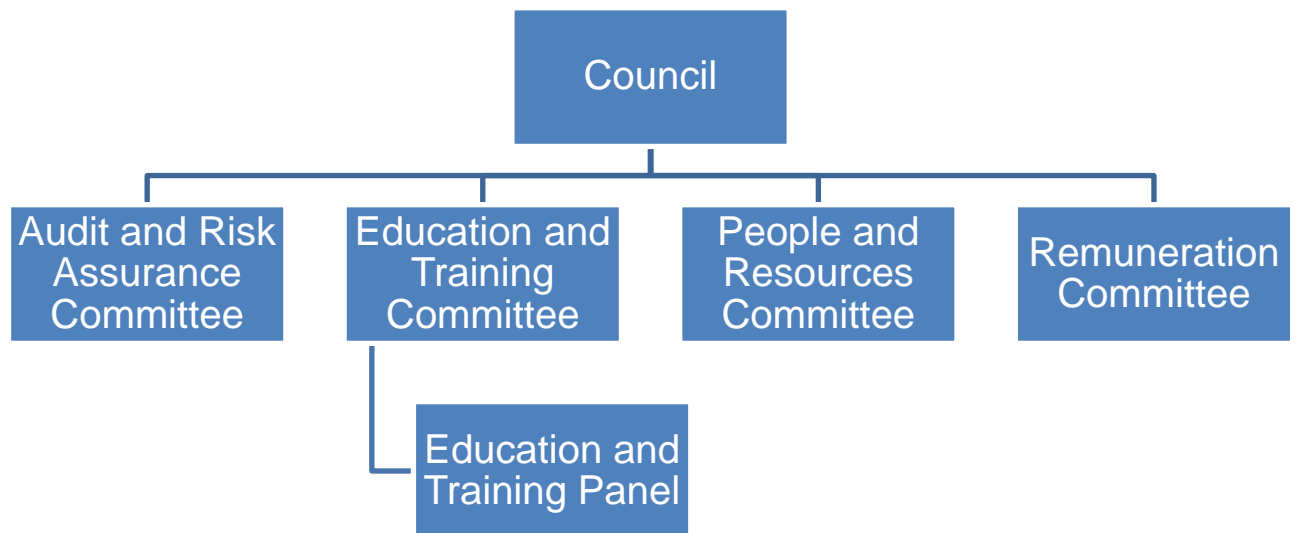 Council
Audit and Risk
Assurance
Committee
Education and
Training
Committee
People and
Resources
Committee
Remuneration
Committee
Education and
Training Panel